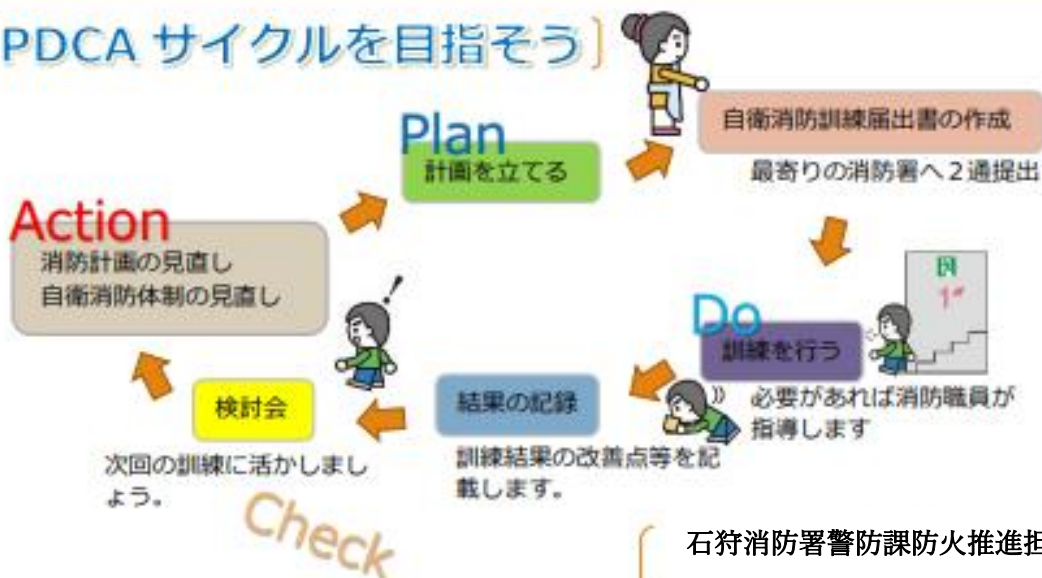 PDCA サイクルを目指そう
Plan
計画を立てる
自衛消防訓練届出書の作成
最寄りの消防署へ2通提出
Action
消防計画の見直し
自衛消防体制の見直し
Do
訓練を行う
必要があれば消防職員が
指導します
結果の記録
訓練結果の改善点等を記
載します。
検討会
次回の訓練に活かしまし
ょう。
Check
石狩消防署警防課防火推進担